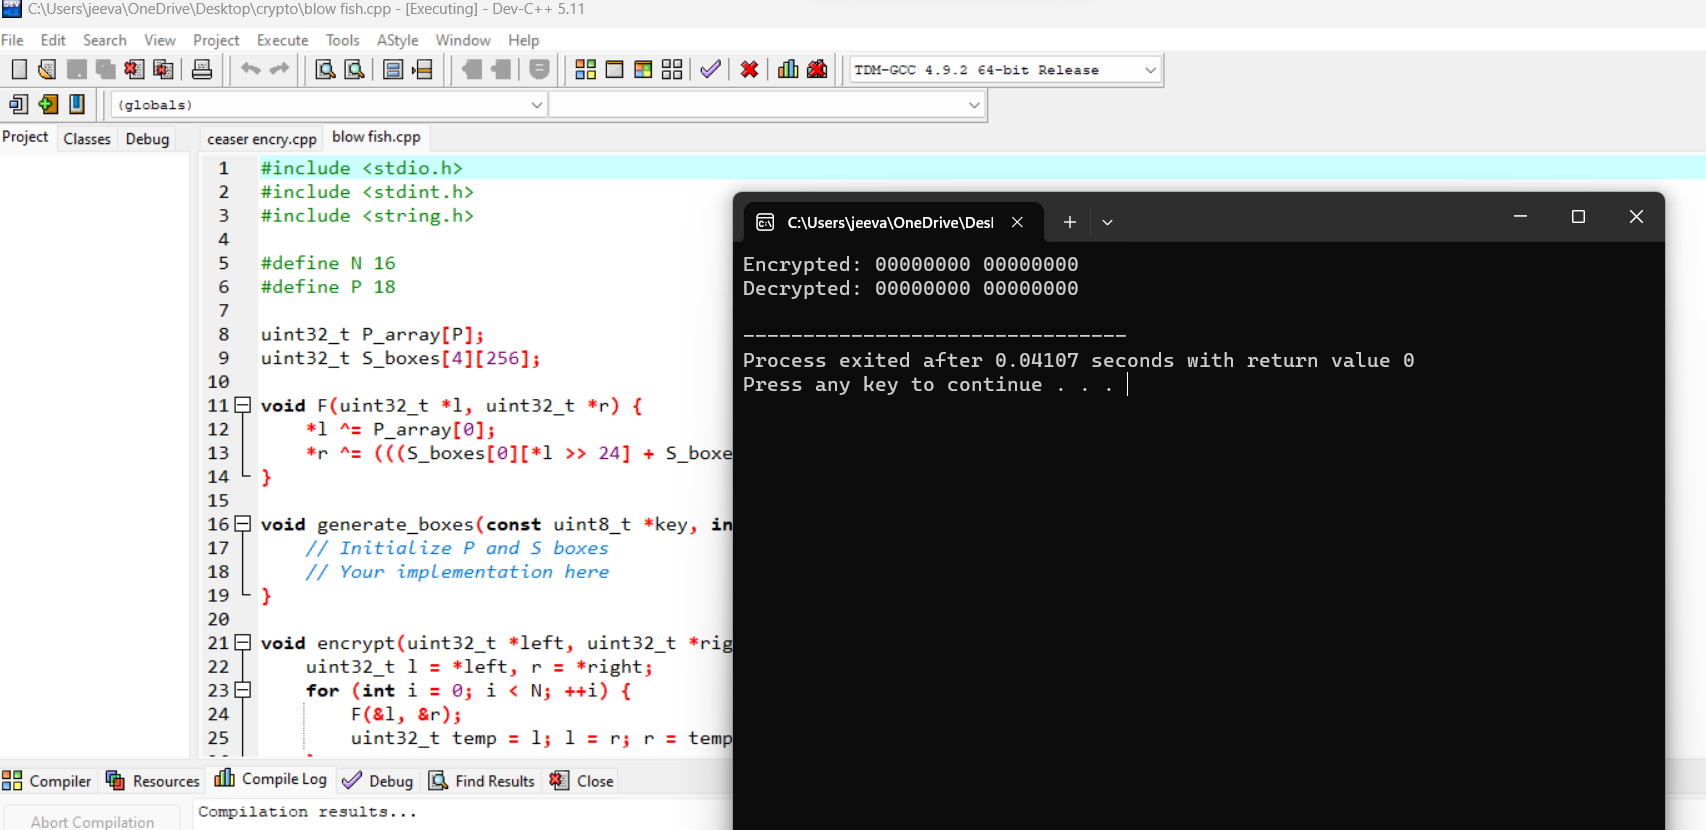 C:\Users\jeeva\OneDrive\Desktop\crypto\blow fish.cpp - [Executing] - Dev-C++ 5.11
File Edit Search View Project Execute Tools AStyle Window Help
TDM-GCC 4.9.2 64-bit Release
(globals)
Project Classes Debug
ceaser encry.cpp blow fish.cpp
1 #include <stdio.h>
2 #include <stdint.h>
3 #include <string.h>
4
5 #define N 16
6 #define P 18
7
8 uint32_t P_array[P];
9 uint32_t S_boxes[4][256];
10
11 void F(uint32_t *l, uint32_t *r) {
12 *l ^= P_array[0];
13 *r ^= (((S_boxes[0][*l >> 24] + S_boxe
14 }
15
16 void generate_boxes(const uint8_t *key, in
17 // Initialize P and S boxes
18 // Your implementation here
19 }
20
21 void encrypt(uint32_t *left, uint32_t *rig
22 uint32_t l = *left, r = *right;
23 for (int i = 0; i < N; ++i) {
24 F(&l, &r);
25 uint32_t temp = l; l = r; r = temp
C:\Users\jeeva\OneDrive\Desl
Encrypted: 00000000 00000000
Decrypted: 00000000 00000000
--------------------------------
Process exited after 0.04107 seconds with return value 0
Press any key to continue . . .
Compiler Resources Compile Log Debug Find Results Close
Abort Compilation
Compilation results...